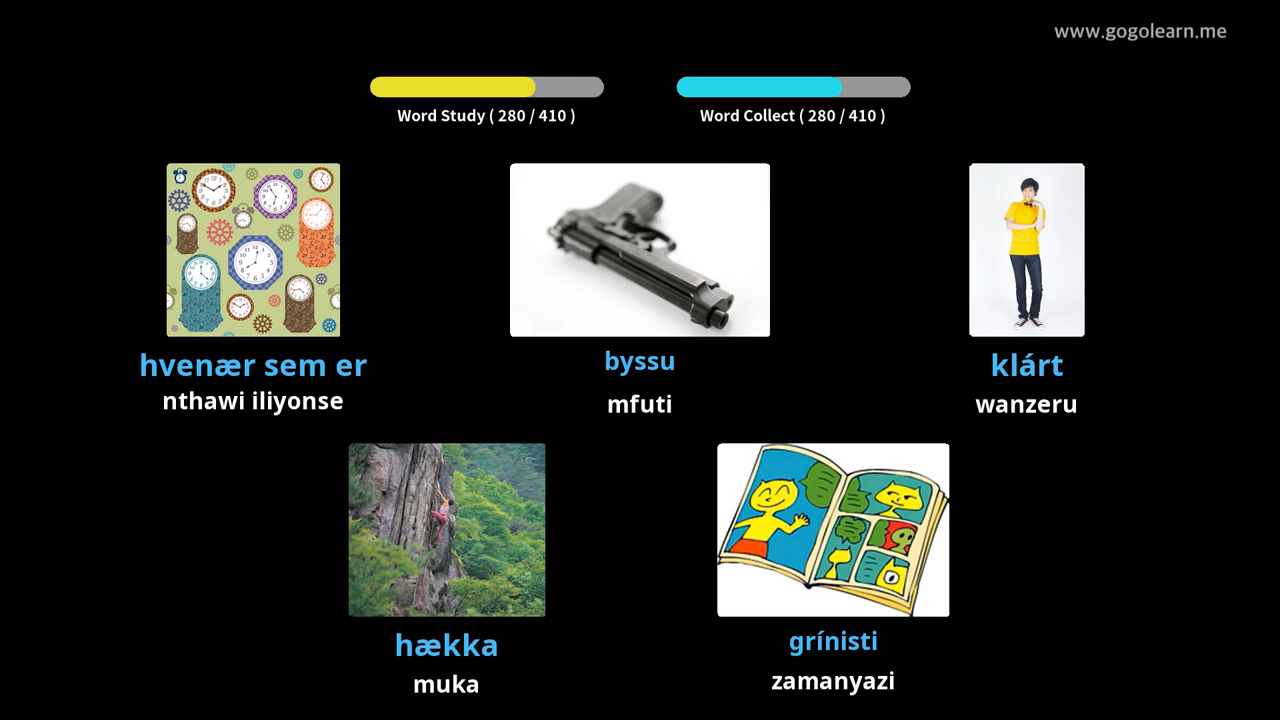 www.gogolearn.me
Word Study ( 280 / 410 )
Word Collect ( 280 / 410 )
hvenær sem er
nthawi iliyonse
byssu
mfuti
klárt
wanzeru
hækka
muka
grínisti
zamanyazi